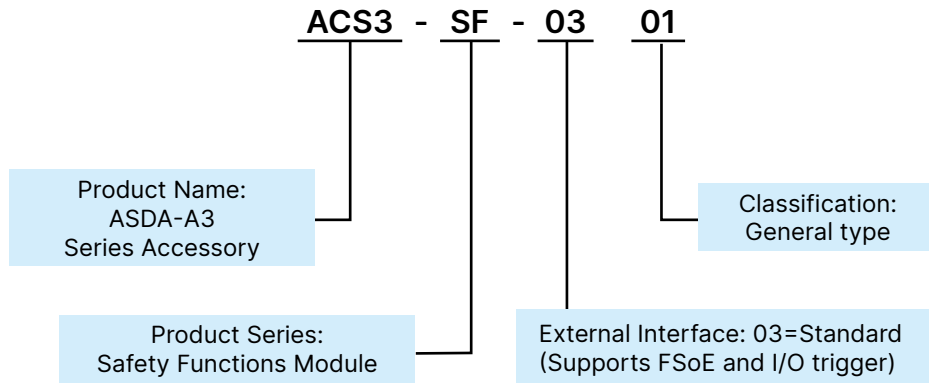 ACS3 - SF - 03 01
Product Name:
ASDA-A3
Series Accessory
Classification:
General type
Product Series:
Safety Functions Module
External Interface: 03=Standard
(Supports FSoE and I/O trigger)